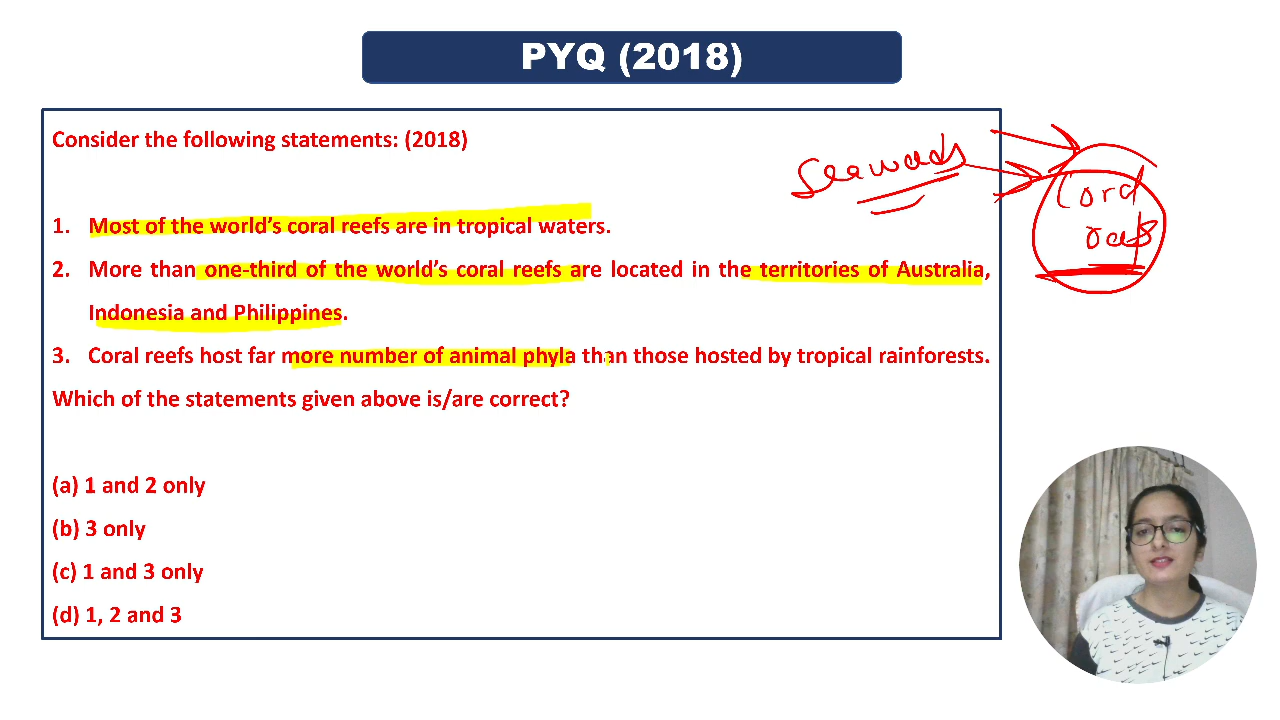 PYQ (2018)
Consider the following statements: (2018)
1. Most of the world's coral reefs are in tropical waters.
2. More than one-third of the world's coral reefs are located in the territories of Australia,
Indonesia and Philippines.
3. Coral reefs host far more number of animal phyla than those hosted by tropical rainforests.
Which of the statements given above is/are correct?
(a) 1 and 2 only
(b) 3 only
(c) 1 and 3 only
(d) 1, 2 and 3